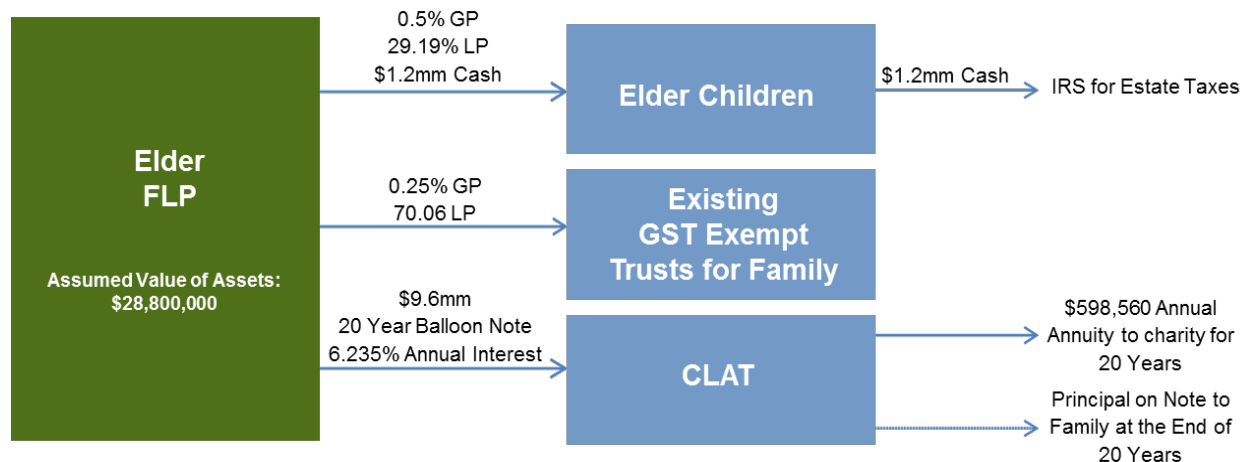 Elder
FLP
Assumed Value of Assets:
$28,800,000
0.5% GP
29.19% LP
$1.2mm Cash
Elder Children
$1.2mm Cash
IRS for Estate Taxes
0.25% GP
70.06 LP
Existing
GST Exempt
Trusts for Family
$9.6mm
20 Year Balloon Note
6.235% Annual Interest
CLAT
$598,560 Annual
Annuity to charity for
20 Years
Principal on Note to
Family at the End of
20 Years